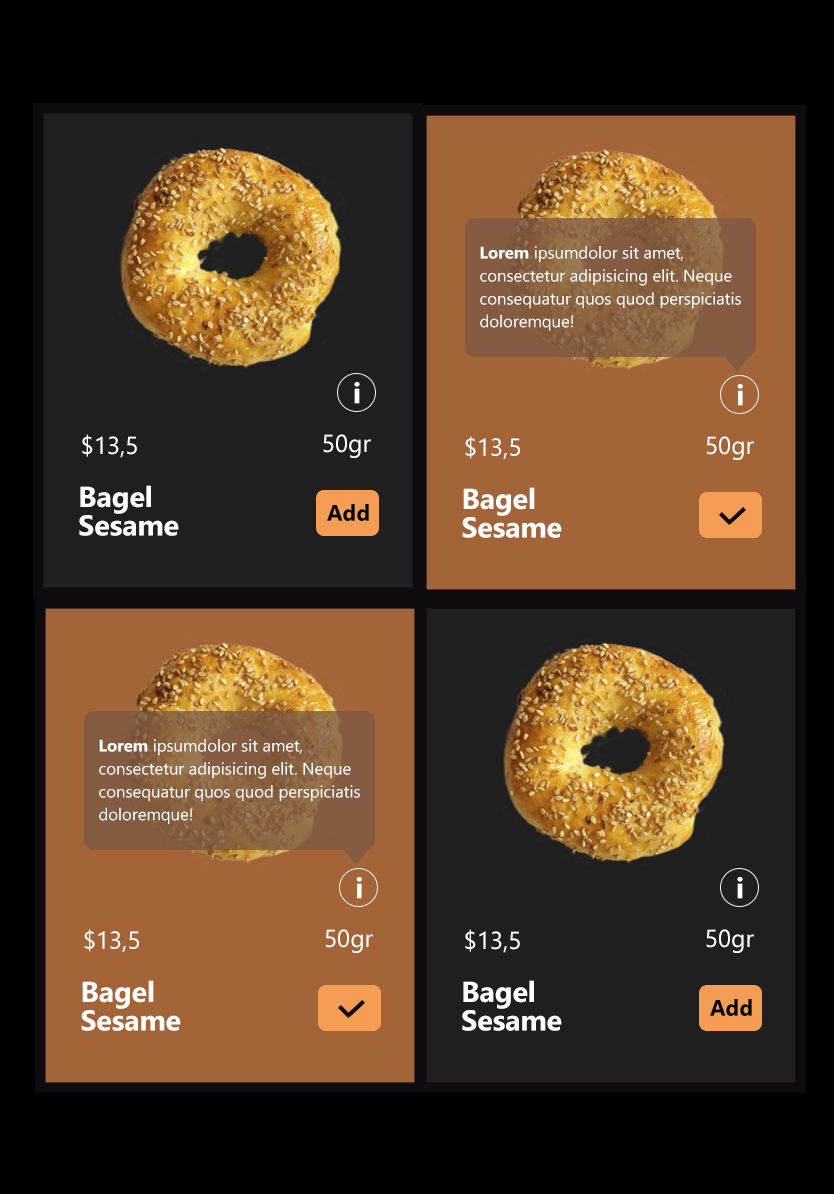 i
$13,5
50gr
Bagel
Sesame
Add
Lorem ipsumdolor sit amet,
consectetur adipisicing elit. Neque
consequatur quos quod perspiciatis
doloremque!
i
$13,5
50gr
Bagel
Sesame
Lorem ipsumdolor sit amet,
consectetur adipisicing elit. Neque
consequatur quos quod perspiciatis
doloremque!
i
$13,5
50gr
Bagel
Sesame
i
$13,5
50gr
Bagel
Sesame
Add